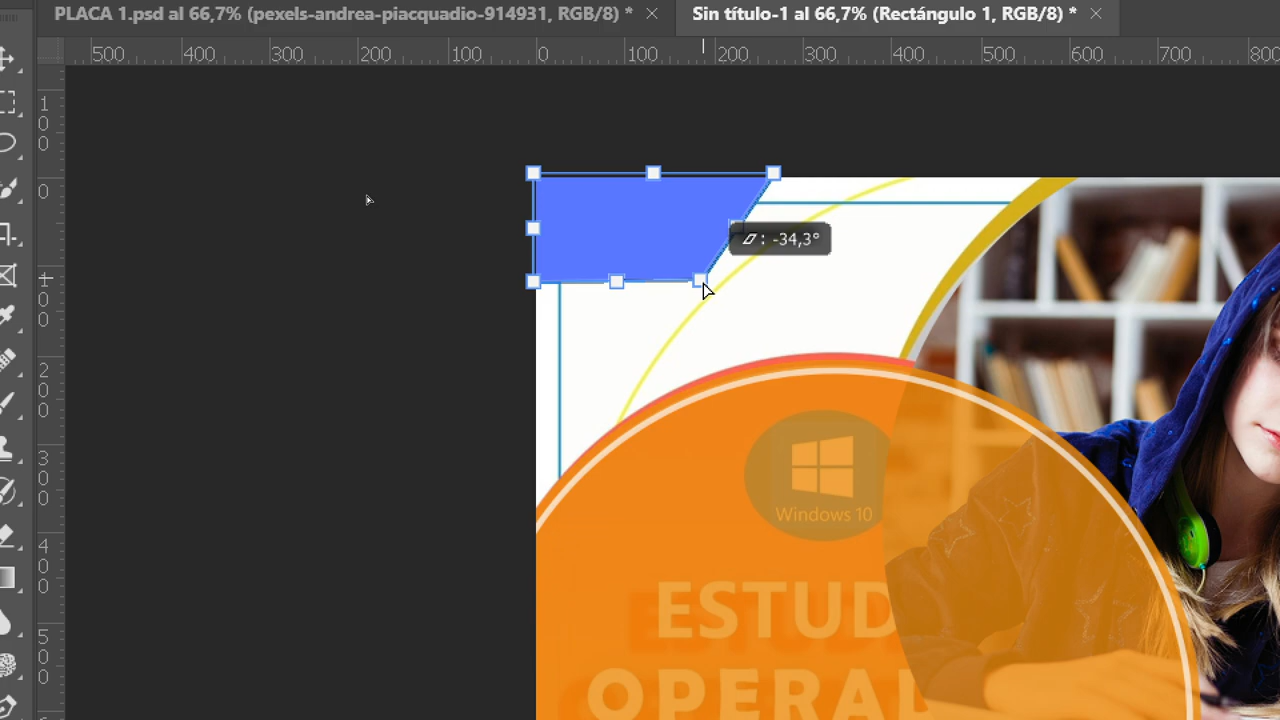 PLACA 1.psd al 66,7% (pexels-andrea-piacquadio-914931, RGB/8) * ×
Sin título-1 al 66,7% (Rectángulo 1, RGB/8) * ×
500 400 300 200 100 0 100 200 300 400 500 600 700 800
100
0
100
200
300
400
500
: -34,3°
Windows 10
ESTUD
OPERAD